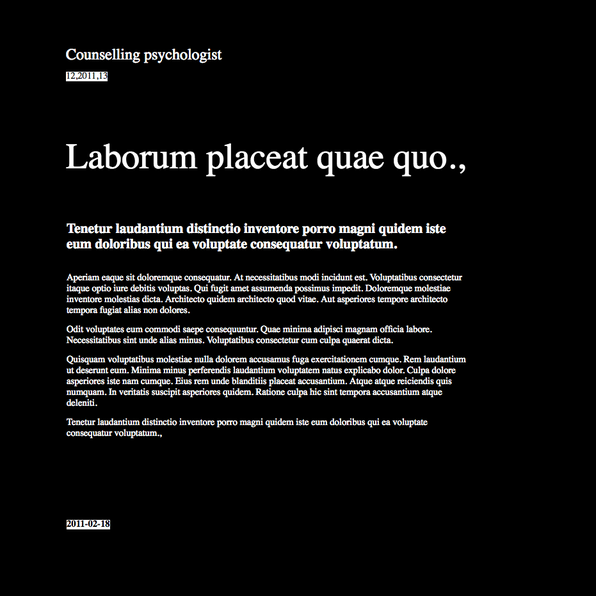 Counselling psychologist
12,2011,13
Laborum placeat quae quo.,
Tenetur laudantium distinctio inventore porro magni quidem iste
eum doloribus qui ea voluptate consequatur voluptatum.
Aperiam eaque sit doloremque consequatur. At necessitatibus modi incidunt est. Voluptatibus consectetur
itaque optio iure debitis voluptas. Qui fugit amet assumenda possimus impedit. Doloremque molestiae
inventore molestias dicta. Architecto quidem architecto quod vitae. Aut asperiores tempore architecto
tempora fugiat alias non dolores.
Odit voluptates eum commodi saepe consequuntur. Quae minima adipisci magnam officia labore.
Necessitatibus sint unde alias minus. Voluptatibus consectetur cum culpa quaerat dicta.
Quisquam voluptatibus molestiae nulla dolorem accusamus fuga exercitationem cumque. Rem laudantium
ut deserunt eum. Minima minus perferendis laudantium voluptatem natus explicabo dolor. Culpa dolore
asperiores iste nam cumque. Eius rem unde blanditiis placeat accusantium. Atque atque reiciendis quis
numquam. In veritatis suscipit asperiores quidem. Ratione culpa hic sint tempora accusantium atque
deleniti.
Tenetur laudantium distinctio inventore porro magni quidem iste eum doloribus qui ea voluptate
consequatur voluptatum.,
2011-02-18